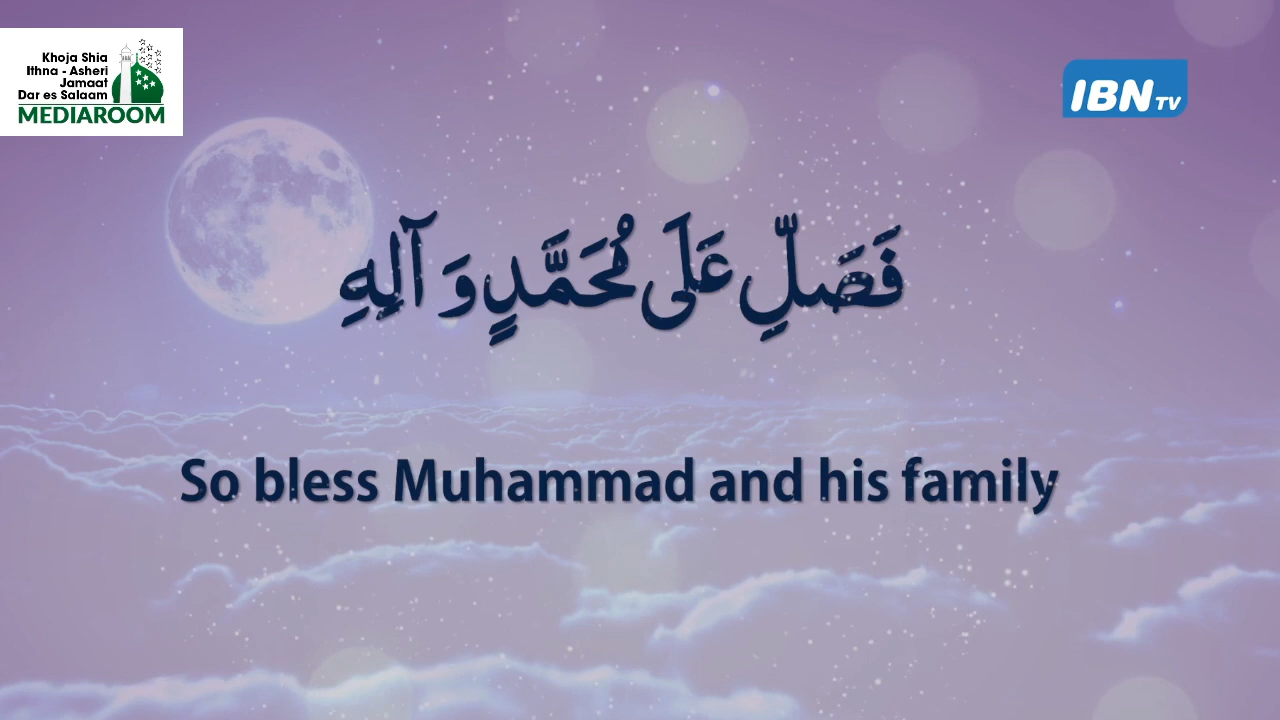 Khoja Shia
Ithna - Asheri
Jamaat
Dar es Salaam
MEDIAROOM
IBN TV
فَصَلِّ عَلَى مُحَمَّدٍ وَ آلِهِ
So bless Muhammad and his family